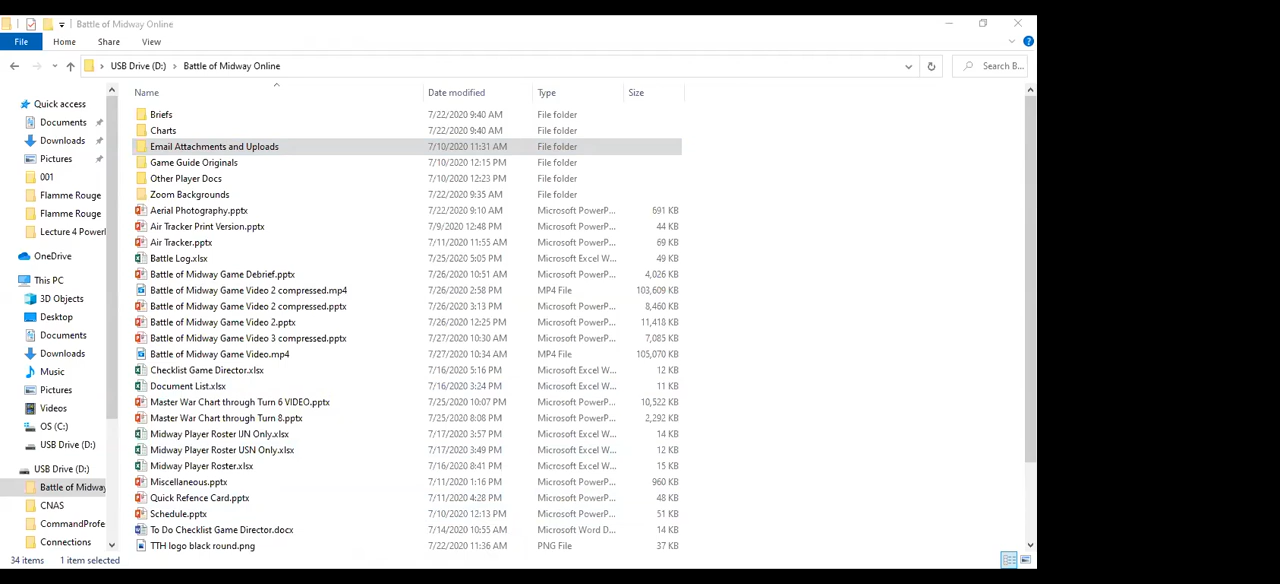 Battle of Midway Online
File Home Share View
USB Drive (D:) Battle of Midway Online Search B...
Name Date modified Type Size
Quick access
Documents
Downloads
Pictures
001
Flamme Rouge
Flamme Rouge
Lecture 4 Powerl
OneDrive
This PC
3D Objects
Desktop
Documents
Downloads
Music
Pictures
Videos
OS (C:)
USB Drive (D:)
USB Drive (D:)
Battle of Midway
CNAS
CommandProfe
Connections
Briefs 7/22/2020 9:40 AM File folder
Charts 7/22/2020 9:40 AM File folder
Email Attachments and Uploads 7/10/2020 11:31 AM File folder
Game Guide Originals 7/10/2020 12:15 PM File folder
Other Player Docs 7/10/2020 12:23 PM File folder
Zoom Backgrounds 7/22/2020 9:35 AM File folder
Aerial Photography.pptx 7/22/2020 9:10 AM Microsoft PowerP... 691 KB
Air Tracker Print Version.pptx 7/9/2020 12:48 PM Microsoft PowerP... 44 KB
Air Tracker.pptx 7/11/2020 11:55 AM Microsoft PowerP... 69 KB
Battle Log.xlsx 7/25/2020 5:05 PM Microsoft Excel W... 49 KB
Battle of Midway Game Debrief.pptx 7/26/2020 10:51 AM Microsoft PowerP... 4,026 KB
Battle of Midway Game Video 2 compressed.mp4 7/26/2020 2:58 PM MP4 File 103,609 KB
Battle of Midway Game Video 2 compressed.pptx 7/26/2020 3:13 PM Microsoft PowerP... 8,460 KB
Battle of Midway Game Video 2.pptx 7/26/2020 12:25 PM Microsoft PowerP... 11,418 KB
Battle of Midway Game Video 3 compressed.pptx 7/27/2020 10:30 AM Microsoft PowerP... 7,085 KB
Battle of Midway Game Video.mp4 7/27/2020 10:34 AM MP4 File 105,070 KB
Checklist Game Director.xlsx 7/16/2020 5:16 PM Microsoft Excel W... 12 KB
Document List.xlsx 7/16/2020 3:24 PM Microsoft Excel W... 11 KB
Master War Chart through Turn 6 VIDEO.pptx 7/25/2020 10:07 PM Microsoft PowerP... 10,522 KB
Master War Chart through Turn 8.pptx 7/25/2020 8:08 PM Microsoft PowerP... 2,292 KB
Midway Player Roster IJN Only.xlsx 7/17/2020 3:57 PM Microsoft Excel W... 14 KB
Midway Player Roster USN Only.xlsx 7/17/2020 3:49 PM Microsoft Excel W... 12 KB
Midway Player Roster.xlsx 7/16/2020 8:41 PM Microsoft Excel W... 15 KB
Miscellaneous.pptx 7/11/2020 1:16 PM Microsoft PowerP... 960 KB
Quick Refence Card.pptx 7/11/2020 4:28 PM Microsoft PowerP... 48 KB
Schedule.pptx 7/10/2020 12:13 PM Microsoft PowerP... 51 KB
To Do Checklist Game Director.docx 7/14/2020 10:55 AM Microsoft Word D... 14 KB
TTH logo black round.png 7/22/2020 11:36 AM PNG File 37 KB
34 items 1 item selected